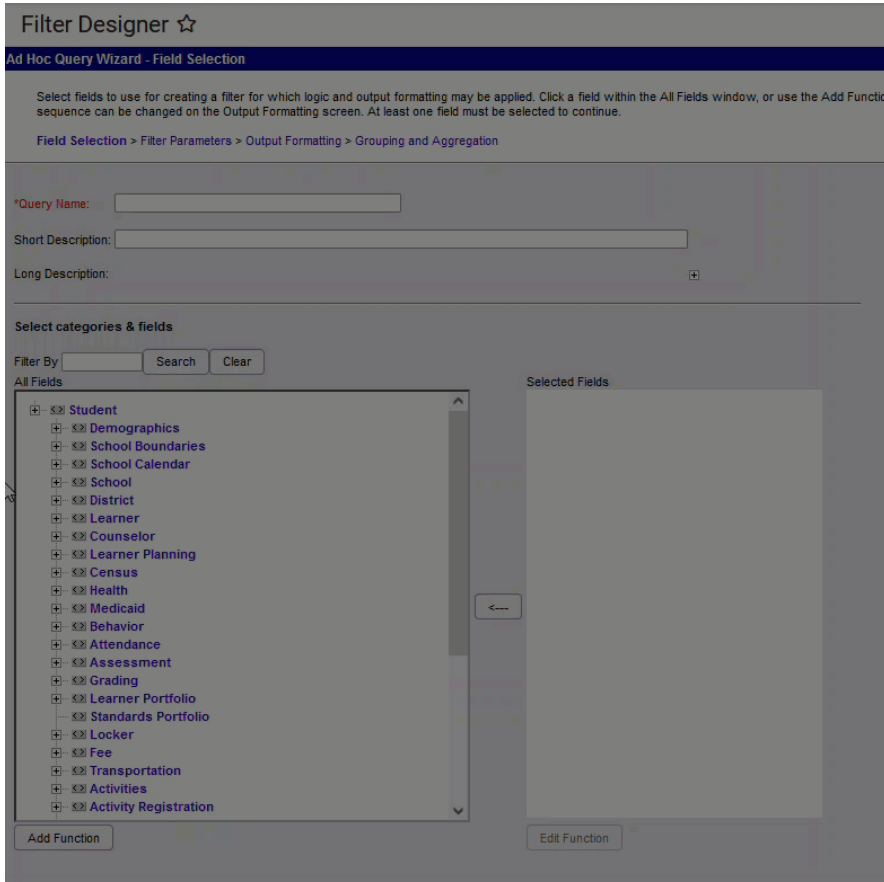 Filter Designer ☆
Ad Hoc Query Wizard - Field Selection
Select fields to use for creating a filter for which logic and output formatting may be applied. Click a field within the All Fields window, or use the Add Functio
sequence can be changed on the Output Formatting screen. At least one field must be selected to continue.
Field Selection > Filter Parameters > Output Formatting > Grouping and Aggregation
*Query Name:
Short Description:
Long Description:
Select categories & fields
Filter By Search Clear
All Fields Selected Fields
Student
Demographics
School Boundaries
School Calendar
School
District
Learner
Counselor
Learner Planning
Census
Health
Medicaid
<---
Behavior
Attendance
Assessment
Grading
Learner Portfolio
Standards Portfolio
Locker
Fee
Transportation
Activities
Activity Registration
Add Function Edit Function